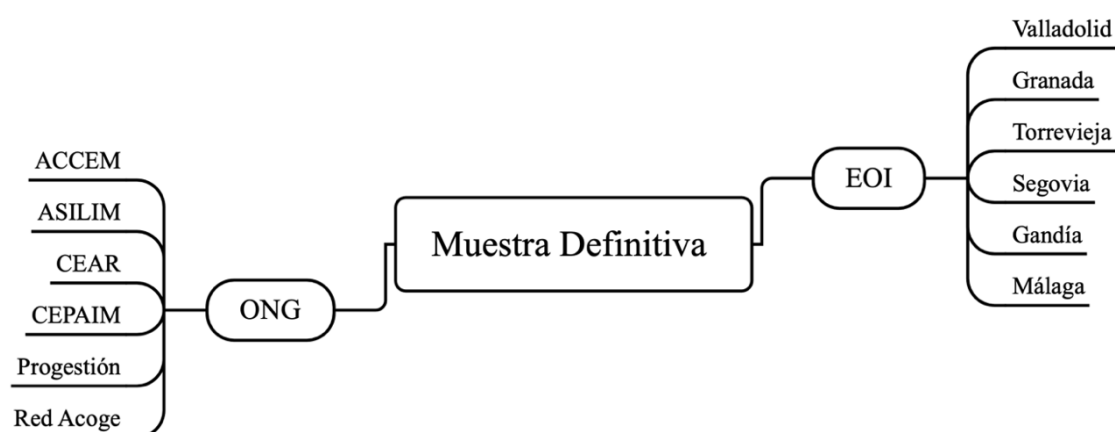 Valladolid
Granada
Torrevieja
Segovia
Gandía
Málaga
EOI
Muestra Definitiva
ONG
ACCEM
ASILIM
CEAR
CEPAIM
Progestión
Red Acoge